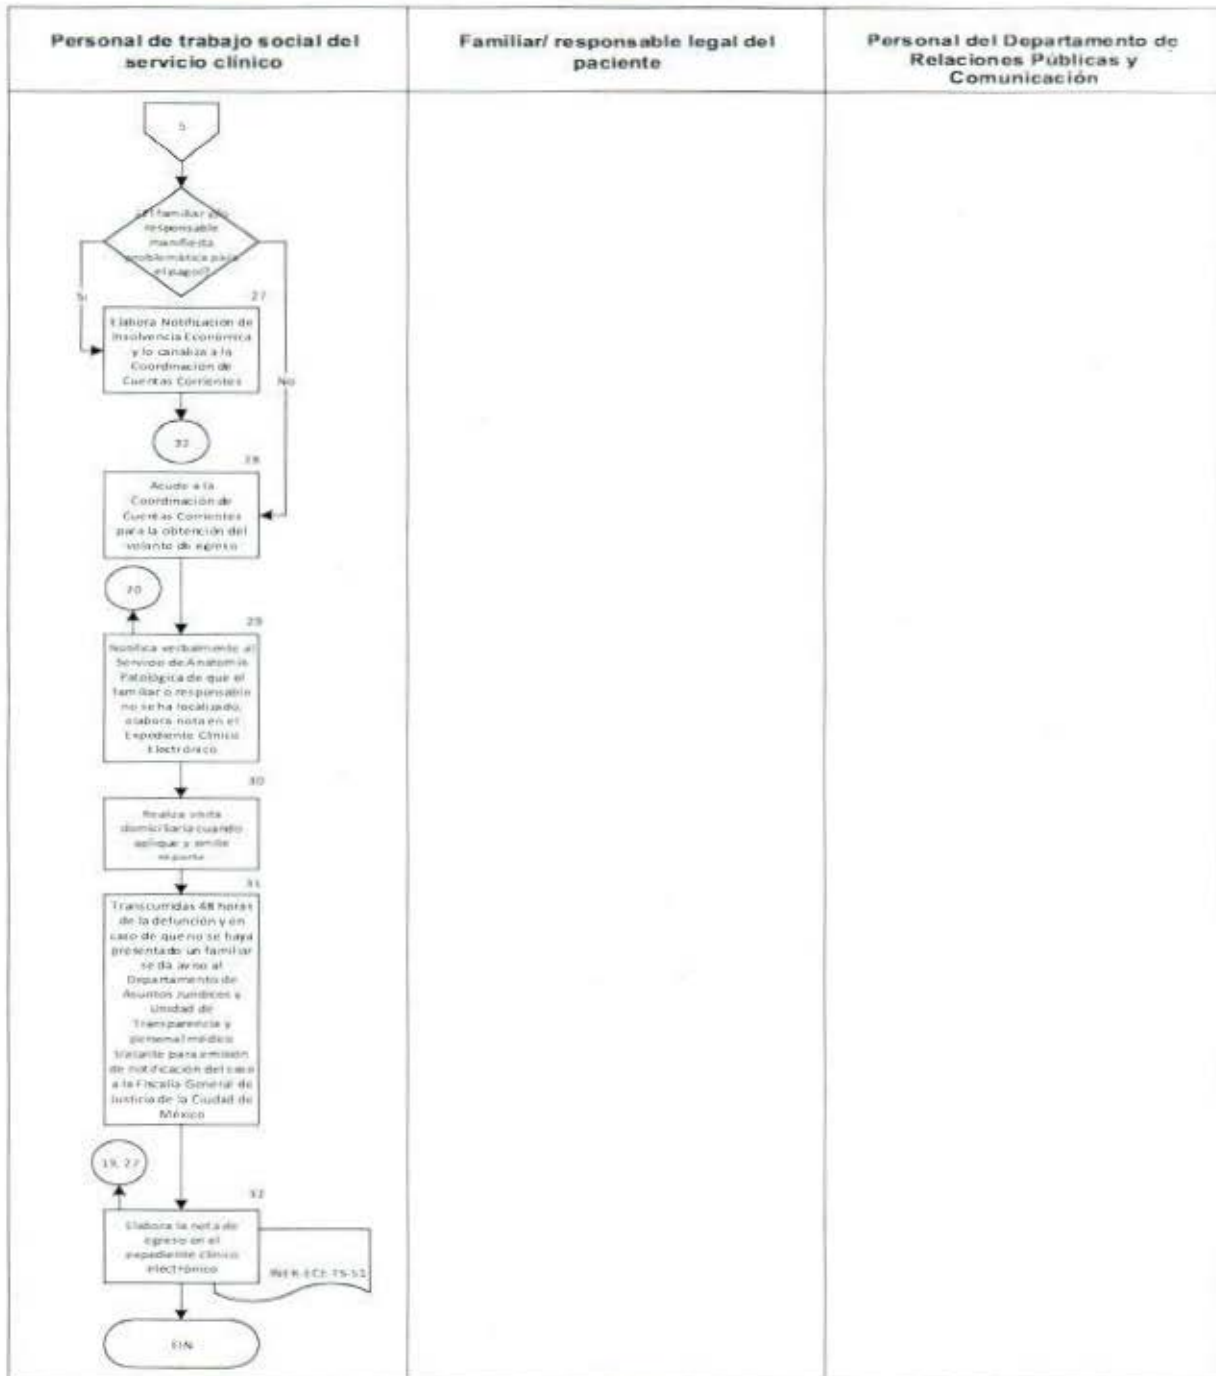 Personal de trabajo social del
servicio clínico
Familiar/ responsable legal del
paciente
Personal del Departamento de
Relaciones Públicas y
Comunicación
5
¿El familiar y/o
responsable
manifiesta
problemática para
el pago?
Si
No
27
Elabora Notificación de
Insolvencia Económica
y lo canaliza a la
Coordinación de
Cuentas Corrientes
32
28
Acude a la
Coordinación de
Cuentas Corrientes
para la obtención del
volante de egreso
20
29
Notifica verbalmente al
Servicio de Anatomía
Patológica de que el
familiar o responsable
no se ha localizado,
elabora nota en el
Expediente Clínico
Electrónico
30
Realiza visita
domiciliaria cuando
aplique y emite
reporte
31
Transcurridas 48 horas
de la defunción y en
caso de que no se haya
presentado un familiar
se da aviso al
Departamento de
Asuntos Jurídicos y
Unidad de
Transparencia y
personal médico
tratante para emisión
de notificación del caso
a la Fiscalía General de
Justicia de la Ciudad de
México
19, 27
32
Elabora la nota de
egreso en el
expediente clínico
electrónico
INER-ECE-TS-51
FIN